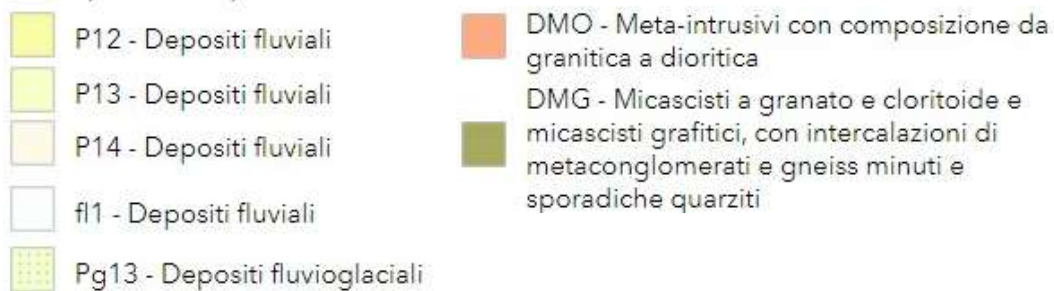 P12 - Depositi fluviali
P13 - Depositi fluviali
P14 - Depositi fluviali
fl1 - Depositi fluviali
Pg13 - Depositi fluvioglaciali
DMO - Meta-intrusivi con composizione da
granitica a dioritica
DMG - Micascisti a granato e cloritoide e
micascisti grafitici, con intercalazioni di
metaconglomerati e gneiss minuti e
sporadiche quarziti